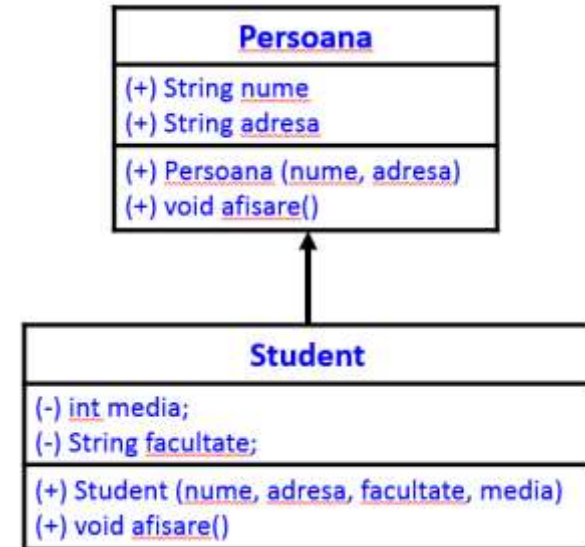 Persoana
(+) String nume
(+) String adresa
(+) Persoana (nume, adresa)
(+) void afisare()
Student
(-) int media;
(-) String facultate;
(+) Student (nume, adresa, facultate, media)
(+) void afisare()